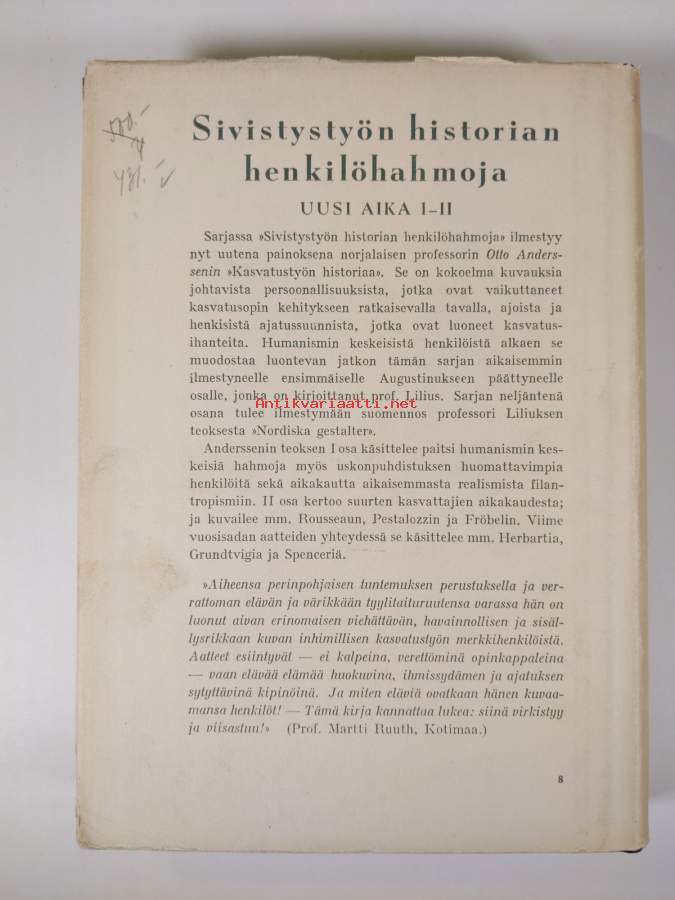 Sivistystyön historian
henkilöhahmoja
UUSI AIKA I–II
Sarjassa »Sivistystyön historian henkilöhahmoja» ilmestyy
nyt uutena painoksena norjalaisen professorin Otto Anders-
senin »Kasvatustyön historiaa». Se on kokoelma kuvauksia
johtavista persoonallisuuksista, jotka ovat vaikuttaneet
kasvatusopin kehitykseen ratkaisevalla tavalla, ajoista ja
henkisistä ajatussuunnista, jotka ovat luoneet kasvatus-
ihanteita. Humanismin keskeisistä henkilöistä alkaen se
muodostaa luontevan jatkon tämän sarjan aikaisemmin
ilmestyneelle ensimmäiselle Augustinukseen päättyneelle
osalle, jonka on kirjoittanut prof. Lilius. Sarjan neljäntenä
Antikvariaatti.net
osana tulee ilmestymään suomennos professori Liliuksen
teoksesta »Nordiska gestalter».
Anderssenin teoksen I osa käsittelee paitsi humanismin kes-
keisiä hahmoja myös uskonpuhdistuksen huomattavimpia
henkilöitä sekä aikakautta aikaisemmasta realismista filan-
tropismiin. II osa kertoo suurten kasvattajien aikakaudesta;
ja kuvailee mm. Rousseaun, Pestalozzin ja Fröbelin. Viime
vuosisadan aatteiden yhteydessä se käsittelee mm. Herbartia,
Grundtvigia ja Spenceriä.
»Aiheensa perinpohjaisen tuntemuksen perustuksella ja ver-
rattoman elävän ja värikkään tyylitaituruutensa varassa hän on
luonut aivan erinomaisen viehättävän, havainnollisen ja sisäl-
lysrikkaan kuvan inhimillisen kasvatustyön merkkihenkilöistä.
Aatteet esiintyvät — ei kalpeina, verettöminä opinkappaleina
— vaan elävää elämää huokuvina, ihmissydämen ja ajatuksen
sytyttävinä kipinöinä. Ja miten eläviä ovatkaan hänen kuvaa-
mansa henkilöt! — Tämä kirja kannattaa lukea: siinä virkistyy
ja viisastuu!» (Prof. Martti Ruuth, Kotimaa.)
8